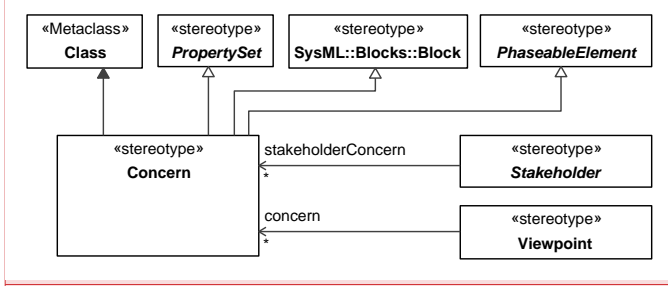 «Metaclass»
Class
«stereotype»
PropertySet
«stereotype»
SysML::Blocks::Block
«stereotype»
PhaseableElement
«stereotype»
Concern
stakeholderConcern
*
«stereotype»
Stakeholder
concern
*
«stereotype»
Viewpoint